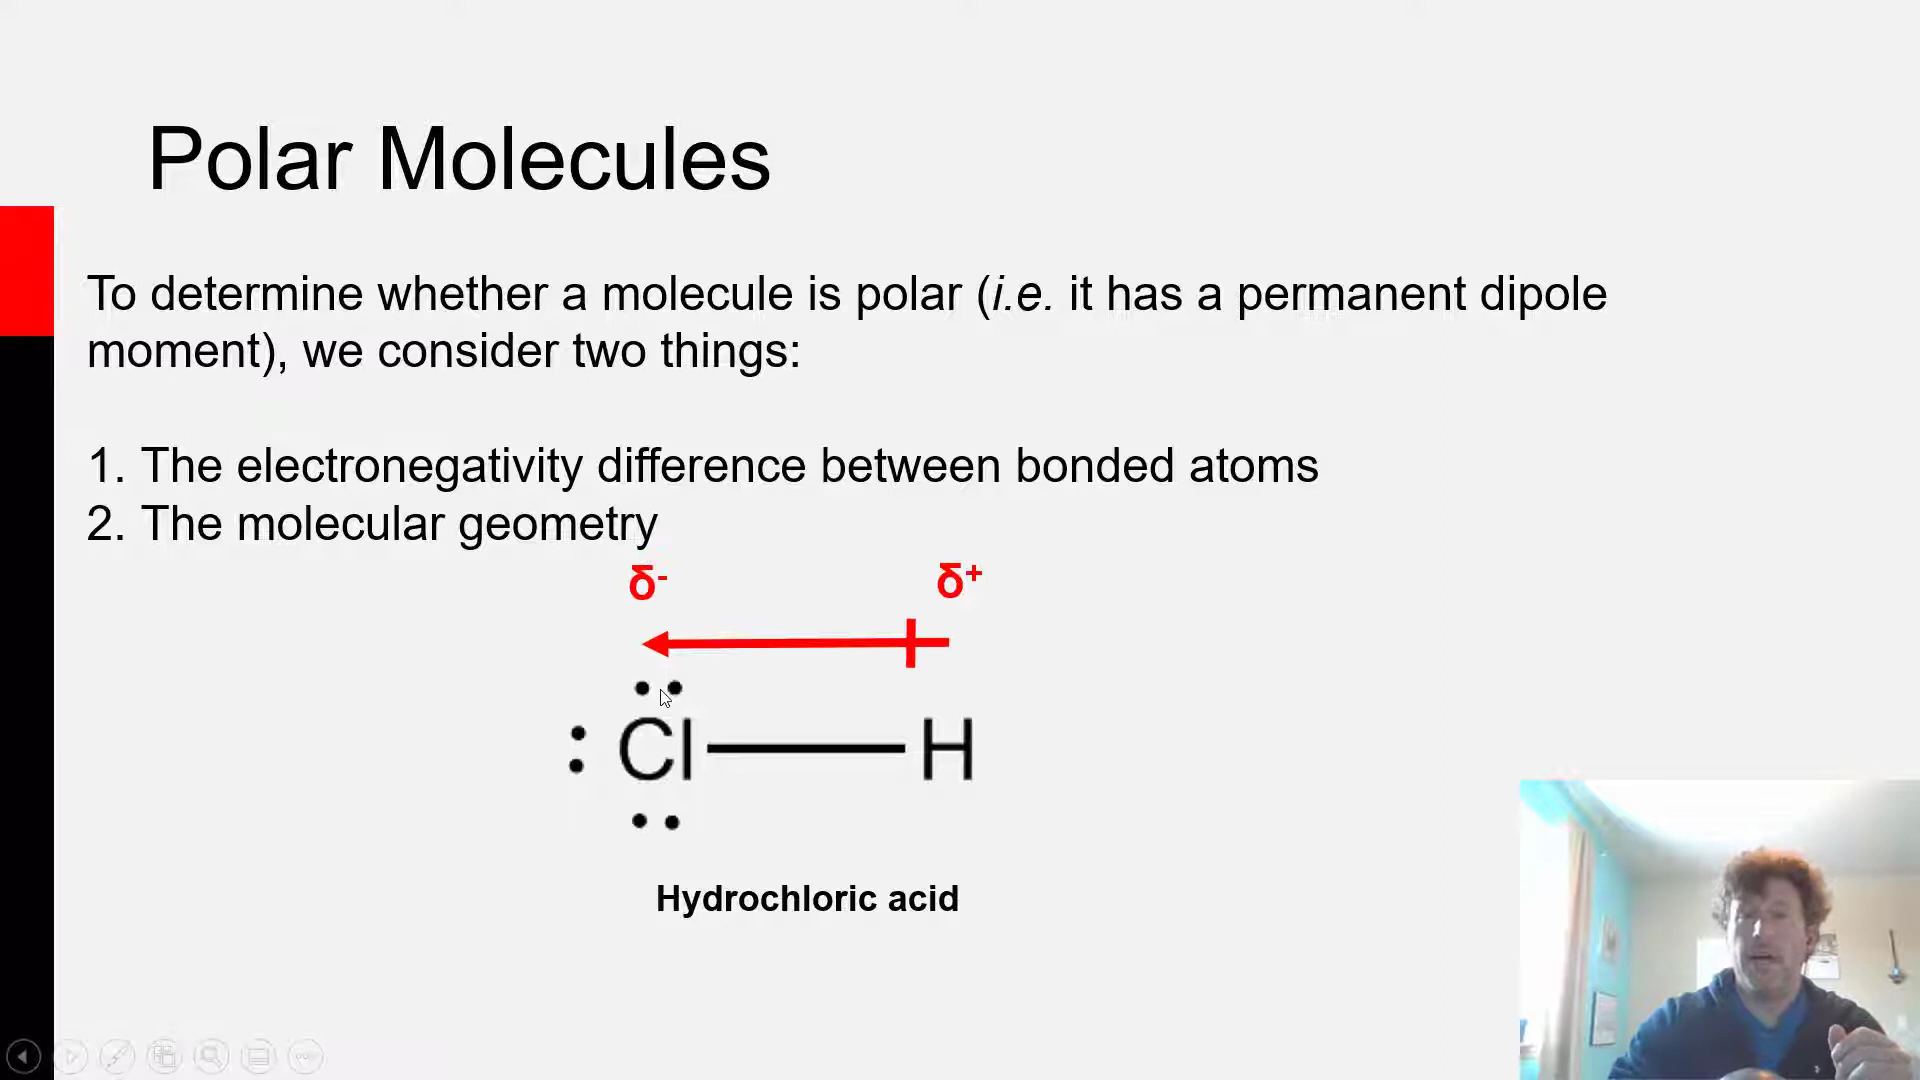 Polar Molecules
To determine whether a molecule is polar (i.e. it has a permanent dipole
moment), we consider two things:
1. The electronegativity difference between bonded atoms
2. The molecular geometry
δ- δ+
Cl H
Hydrochloric acid